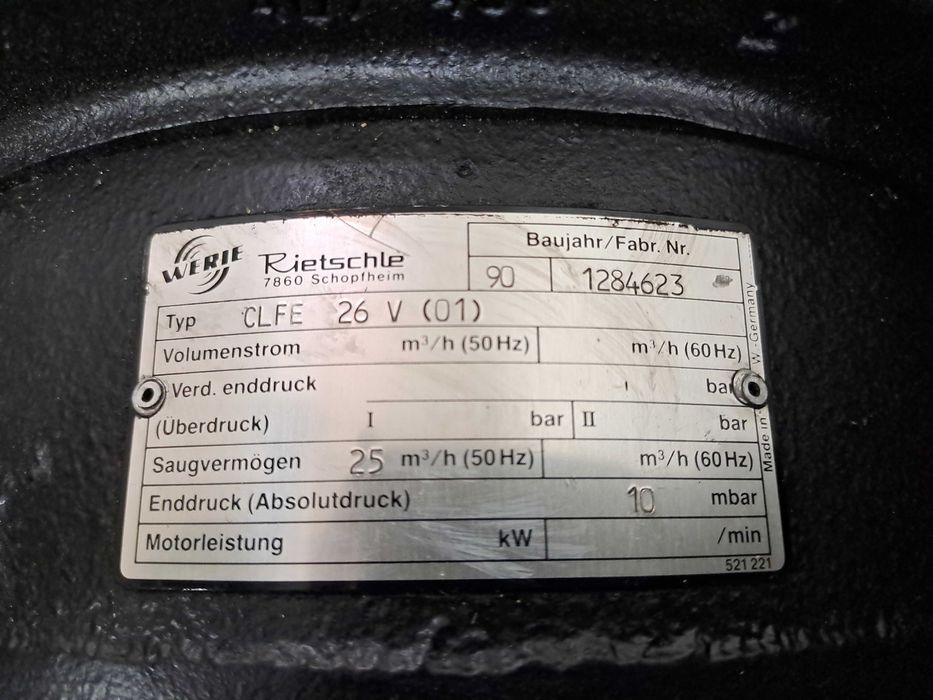 WERIE
Rietschle
7860 Schopfheim
Baujahr/Fabr. Nr.
90 1284623
Typ CLFE 26 V (01)
Volumenstrom m³/h (50Hz) m³/h (60Hz)
Verd. enddruck bar
(Überdruck) I bar II bar
Saugvermögen 25 m³/h (50Hz) m³/h (60Hz)
Enddruck (Absolutdruck) 10 mbar
Motorleistung kW /min
521 221
Made in W.-Germany